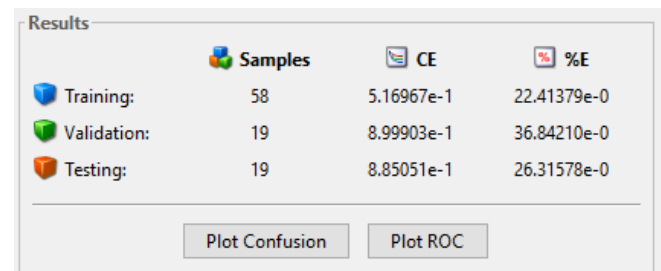 Results
Samples CE % %E
Training: 58 5.16967e-1 22.41379e-0
Validation: 19 8.99903e-1 36.84210e-0
Testing: 19 8.85051e-1 26.31578e-0
Plot Confusion Plot ROC